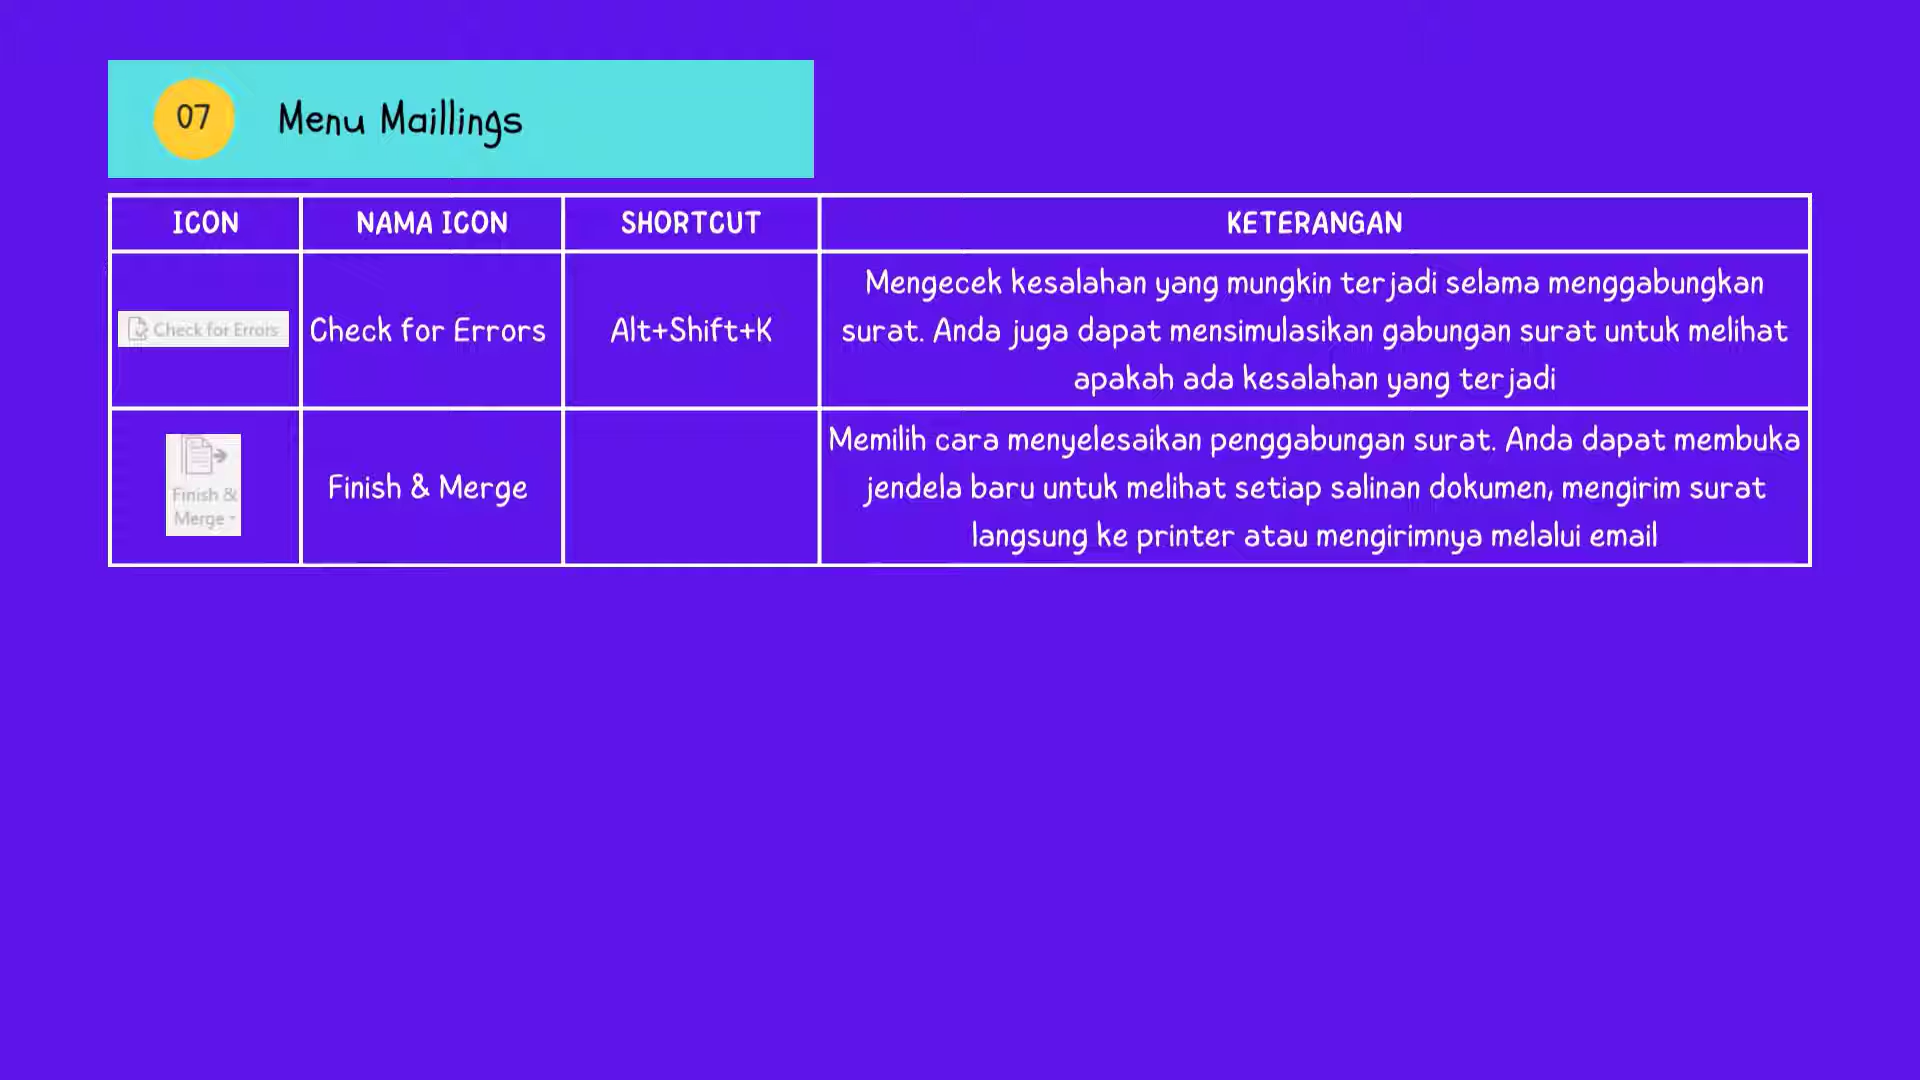 07
Menu Maillings
ICON NAMA ICON SHORTCUT KETERANGAN
Check for Errors
Check for Errors
Alt+Shift+K
Mengecek kesalahan yang mungkin terjadi selama menggabungkan
surat. Anda juga dapat mensimulasikan gabungan surat untuk melihat
apakah ada kesalahan yang terjadi
Finish &
Merge
Finish & Merge
Memilih cara menyelesaikan penggabungan surat. Anda dapat membuka
jendela baru untuk melihat setiap salinan dokumen, mengirim surat
langsung ke printer atau mengirimnya melalui email